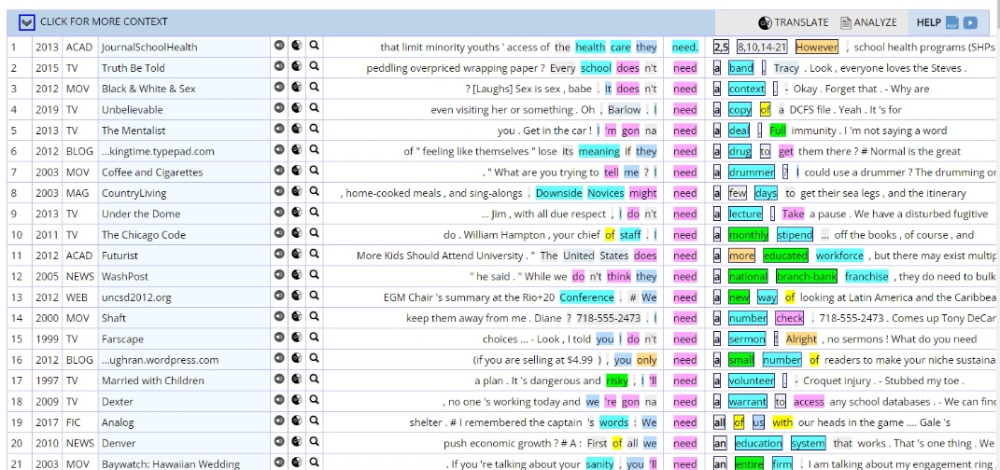 CLICK FOR MORE CONTEXT TRANSLATE ANALYZE HELP
1 2013 ACAD JournalSchoolHealth that limit minority youths ' access of the health care they need. 2,5 8,10,14-21 However , school health programs (SHPs
2 2015 TV Truth Be Told peddling overpriced wrapping paper ? Every school does n't need a band , Tracy . Look , everyone loves the Steves .
3 2012 MOV Black & White & Sex ? [Laughs] Sex is sex , babe . It does n't need a context . - Okay . Forget that . - Why are
4 2019 TV Unbelievable even visiting her or something . Oh , Barlow . I need a copy of a DCFS file . Yeah . It 's for
5 2013 TV The Mentalist you . Get in the car ! I 'm gon na need a deal . Full immunity . I 'm not saying a word
6 2012 BLOG ...kingtime.typepad.com of " feeling like themselves " lose its meaning if they need a drug to get them there ? # Normal is the great
7 2003 MOV Coffee and Cigarettes . " What are you trying to tell me ? I need a drummer ? I could use a drummer ? The drumming or
8 2003 MAG CountryLiving , home-cooked meals , and sing-alongs . Downside Novices might need a few days to get their sea legs , and the itinerary
9 2013 TV Under the Dome ... Jim , with all due respect , I do n't need a lecture . Take a pause . We have a disturbed fugitive
10 2011 TV The Chicago Code do . William Hampton , your chief of staff . I need a monthly stipend ... off the books , of course , and
11 2012 ACAD Futurist More Kids Should Attend University . " The United States does need a more educated workforce , but there may exist multip
12 2005 NEWS WashPost " he said . " While we do n't think they need a national branch-bank franchise , they do need to bulk
13 2012 WEB uncsd2012.org EGM Chair 's summary at the Rio+20 Conference . # We need a new way of looking at Latin America and the Caribbea
14 2000 MOV Shaft keep them away from me . Diane ? 718-555-2473 . I need a number check . 718-555-2473 . Comes up Tony DeCar
15 1999 TV Farscape choices ... - Look , I told you I do n't need a sermon ! Alright , no sermons ! What do you need
16 2012 BLOG ...ughran.wordpress.com (if you are selling at $4.99 ) , you only need a small number of readers to make your niche sustaina
17 1997 TV Married with Children a plan . It 's dangerous and risky , I 'll need a volunteer . - Croquet injury . - Stubbed my toe .
18 2009 TV Dexter , no one 's working today and we 're gon na need a warrant to access any school databases . - We can find
19 2017 FIC Analog shelter . # I remembered the captain 's words : We need all of us with our heads in the game .... Gale 's
20 2010 NEWS Denver push economic growth ? # A : First of all we need an education system that works . That 's one thing . We
21 2003 MOV Baywatch: Hawaiian Wedding . If you 're talking about your sanity , you 'll need an entire firm . I am talking about my engagement ring